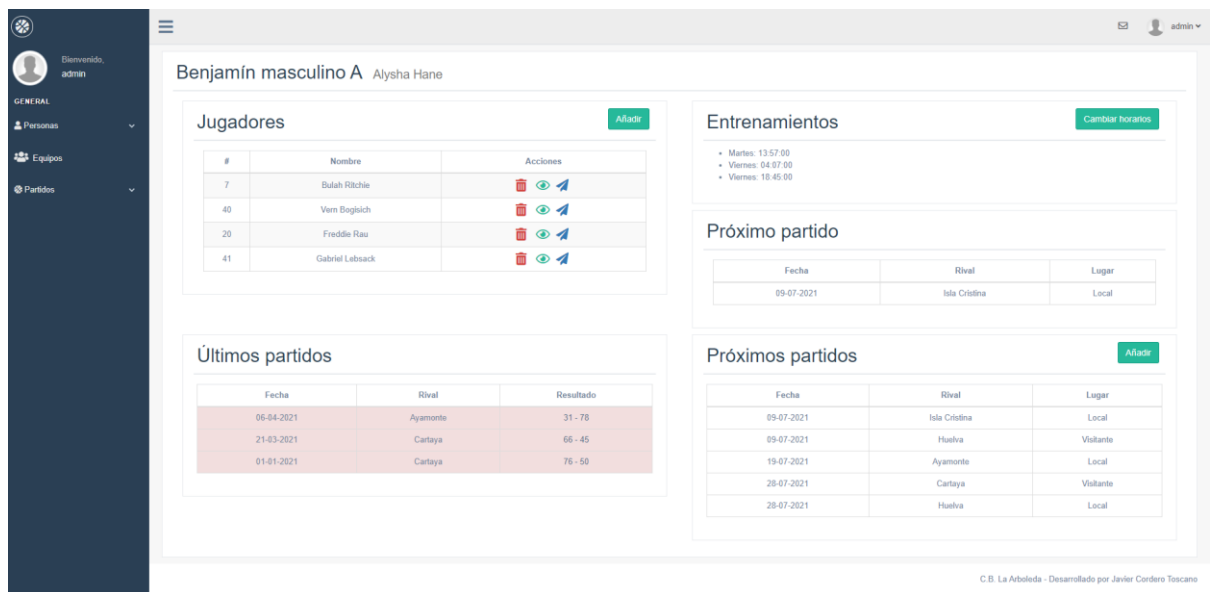 Bienvenido,
admin
GENERAL
Personas
Equipos
Partidos
admin
Benjamín masculino A Alysha Hane
Jugadores
Añadir
# Nombre Acciones
7 Bulah Ritchie
40 Vern Bogisich
20 Freddie Rau
41 Gabriel Lebsack
Entrenamientos
Cambiar horarios
Martes: 13:57:00
Viernes: 04:07:00
Viernes: 18:45:00
Próximo partido
Fecha Rival Lugar
09-07-2021 Isla Cristina Local
Últimos partidos
Fecha Rival Resultado
06-04-2021 Ayamonte 31 - 78
21-03-2021 Cartaya 66 - 45
01-01-2021 Cartaya 76 - 50
Próximos partidos
Añadir
Fecha Rival Lugar
09-07-2021 Isla Cristina Local
09-07-2021 Huelva Visitante
19-07-2021 Ayamonte Local
28-07-2021 Cartaya Visitante
28-07-2021 Huelva Local
C.B. La Arboleda - Desarrollado por Javier Cordero Toscano